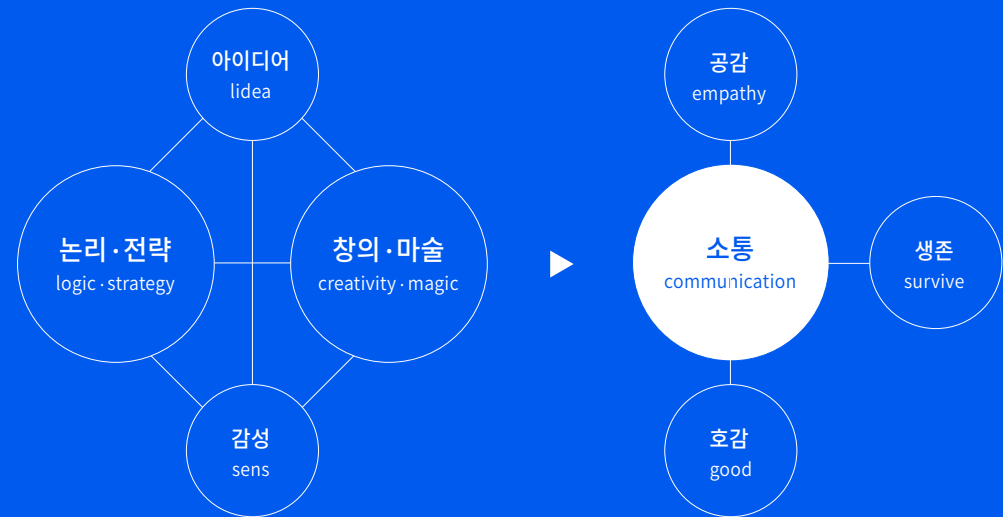 아이디어
lidea
논리·전략
logic·strategy
창의·마술
creativity·magic
감성
sens
공감
empathy
소통
communication
생존
survive
호감
good